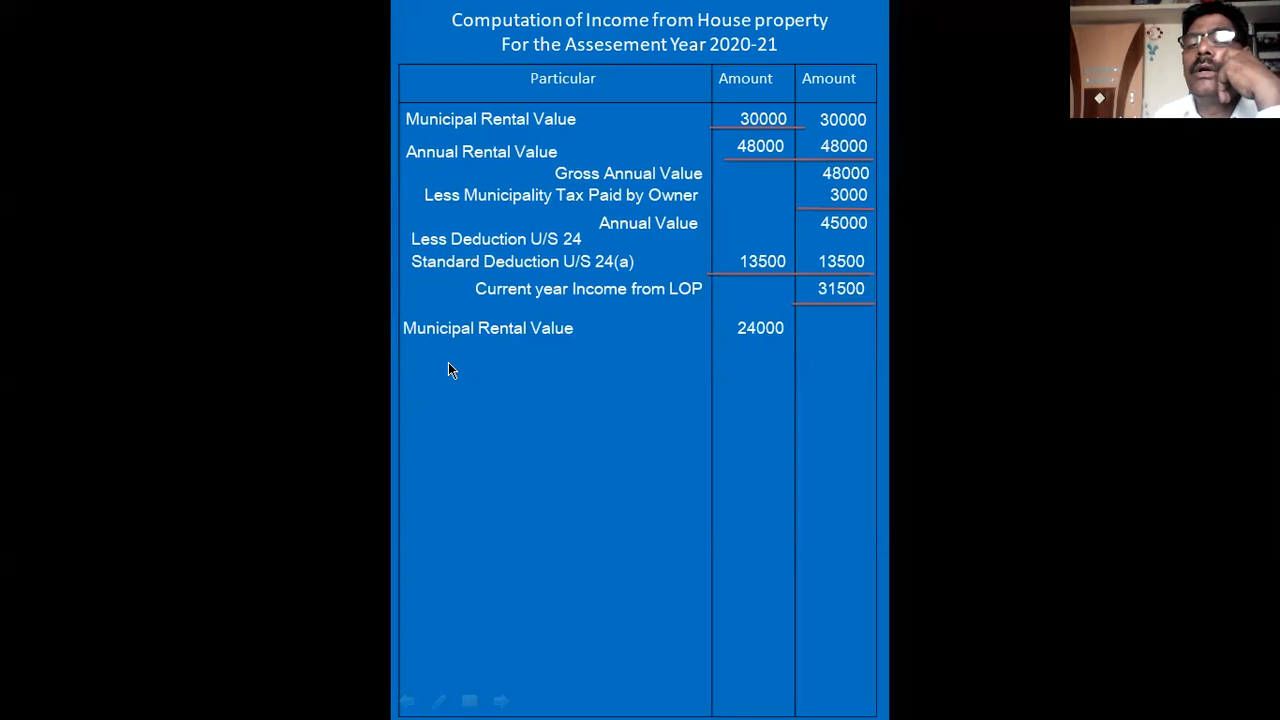 Computation of Income from House property
For the Assesement Year 2020-21
Particular Amount Amount
Municipal Rental Value 30000 30000
Annual Rental Value 48000 48000
Gross Annual Value 48000
Less Municipality Tax Paid by Owner 3000
Annual Value 45000
Less Deduction U/S 24
Standard Deduction U/S 24(a) 13500 13500
Current year Income from LOP 31500
Municipal Rental Value 24000